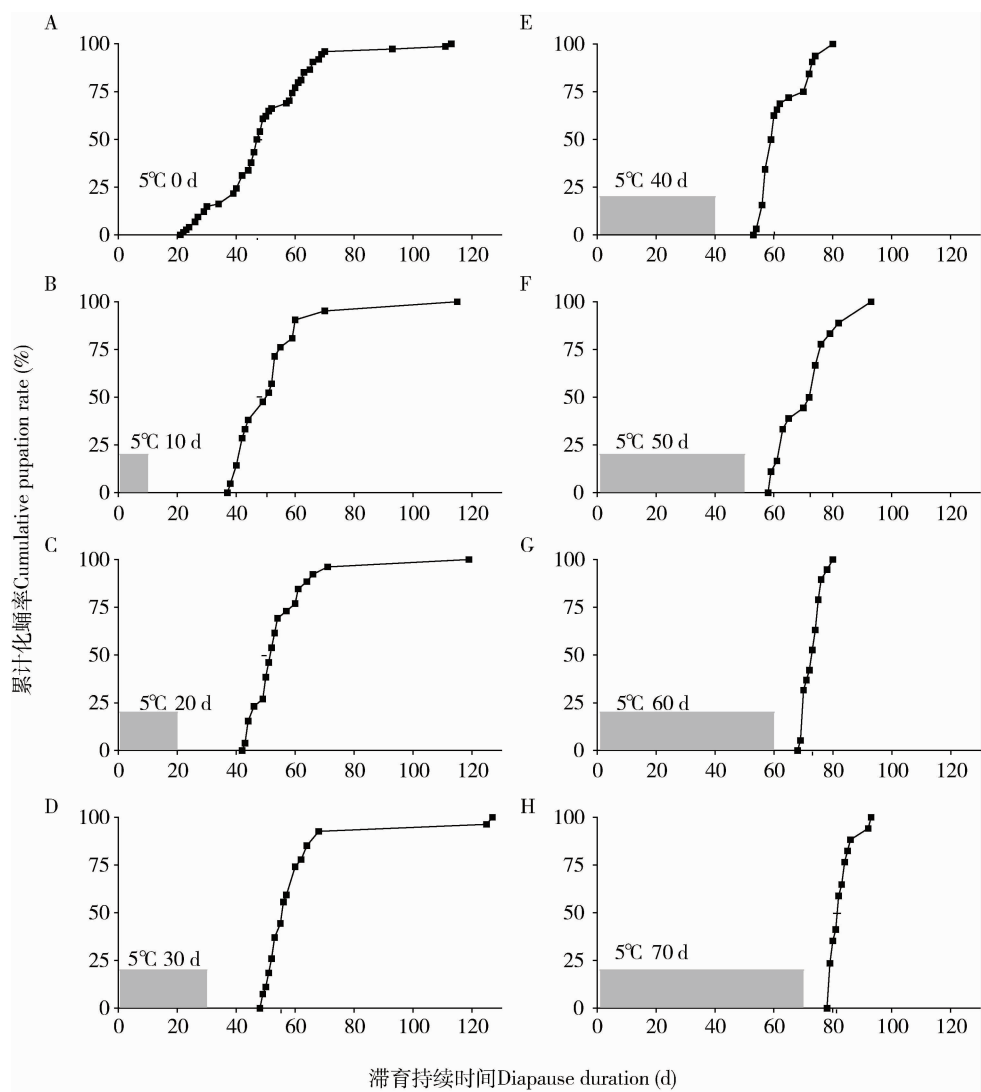 A
100
75
50
25
0
5℃ 0 d
0 20 40 60 80 100 120
B
100
75
50
25
0
5℃ 10 d
0 20 40 60 80 100 120
C
100
75
50
25
0
5℃ 20 d
0 20 40 60 80 100 120
D
100
75
50
25
0
5℃ 30 d
0 20 40 60 80 100 120
E
100
75
50
25
0
5℃ 40 d
0 20 40 60 80 100 120
F
100
75
50
25
0
5℃ 50 d
0 20 40 60 80 100 120
G
100
75
50
25
0
5℃ 60 d
0 20 40 60 80 100 120
H
100
75
50
25
0
5℃ 70 d
0 20 40 60 80 100 120
累计化蛹率Cumulative pupation rate (%)
滞育持续时间Diapause duration (d)